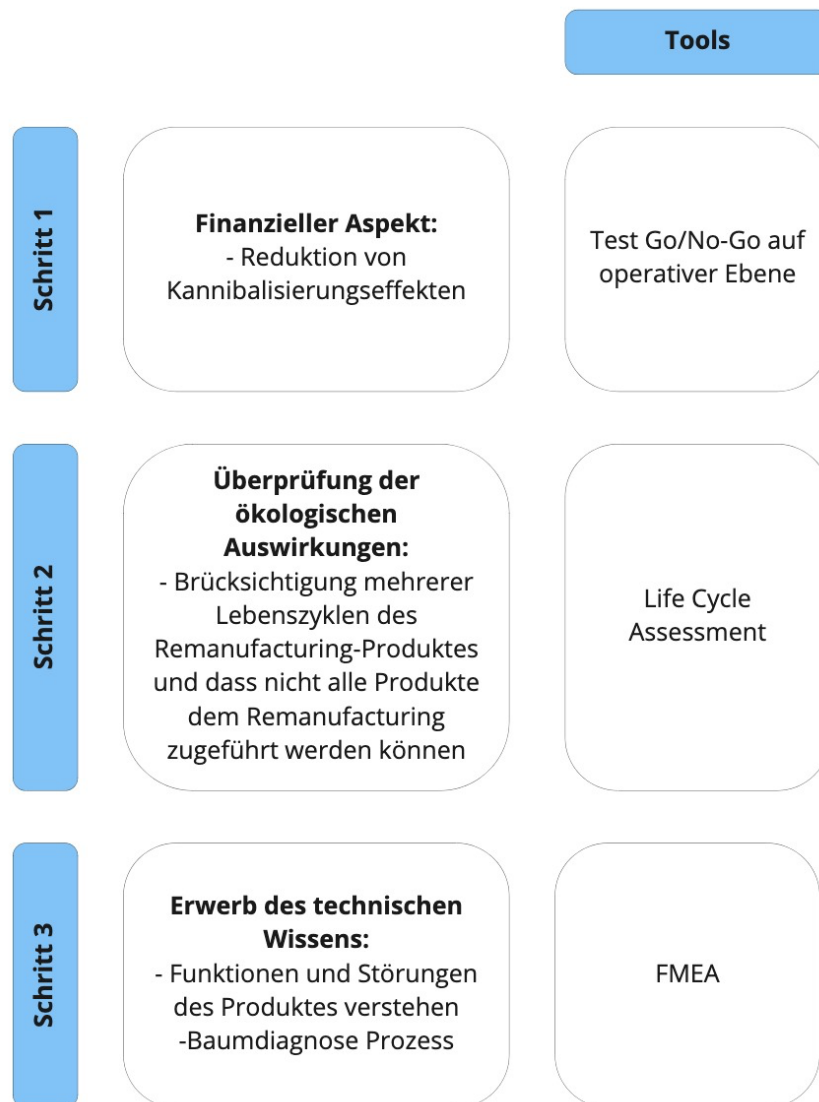 Tools
Schritt 1
Finanzieller Aspekt:
- Reduktion von
Kannibalisierungseffekten
Test Go/No-Go auf
operativer Ebene
Schritt 2
Überprüfung der
ökologischen
Auswirkungen:
- Brücksichtigung mehrerer
Lebenszyklen des
Remanufacturing-Produktes
und dass nicht alle Produkte
dem Remanufacturing
zugeführt werden können
Life Cycle
Assessment
Schritt 3
Erwerb des technischen
Wissens:
- Funktionen und Störungen
des Produktes verstehen
-Baumdiagnose Prozess
FMEA